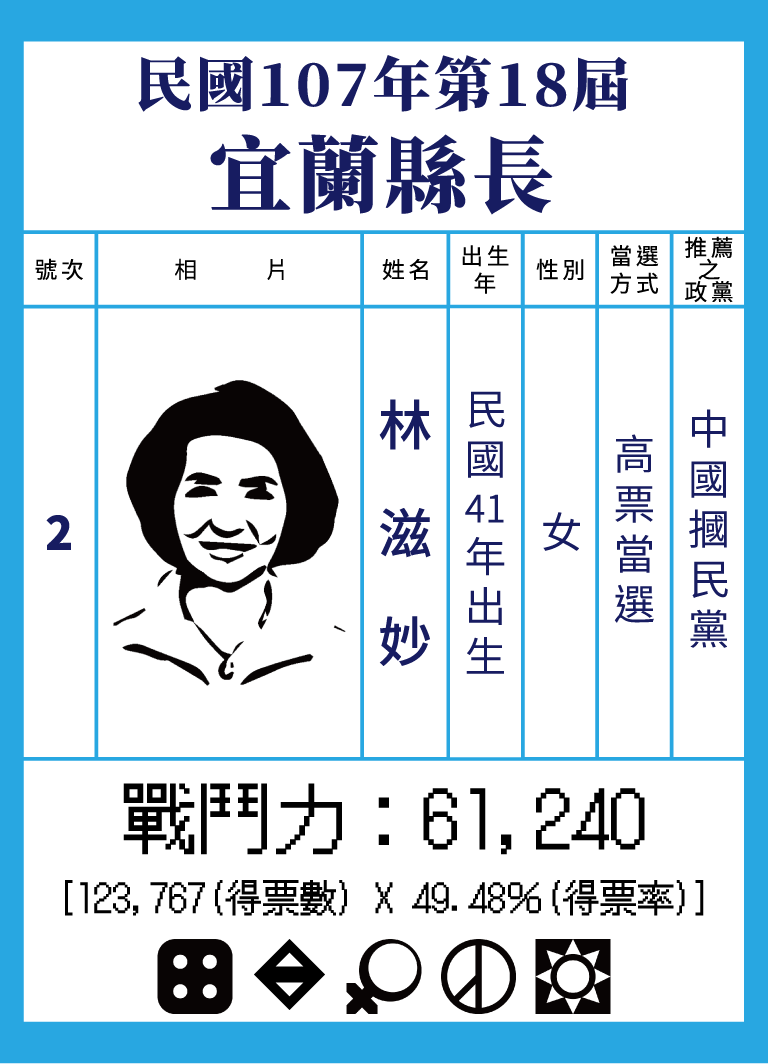 民國107年第18屆
宜蘭縣長
號次
相片
姓名
出生
年
性別
當選
方式
推薦
之
政黨
2
林滋妙
民國41年出生
女
高票當選
中國摑民黨
戰鬥力：61,240
[123,767(得票數) X 49.48%(得票率)]